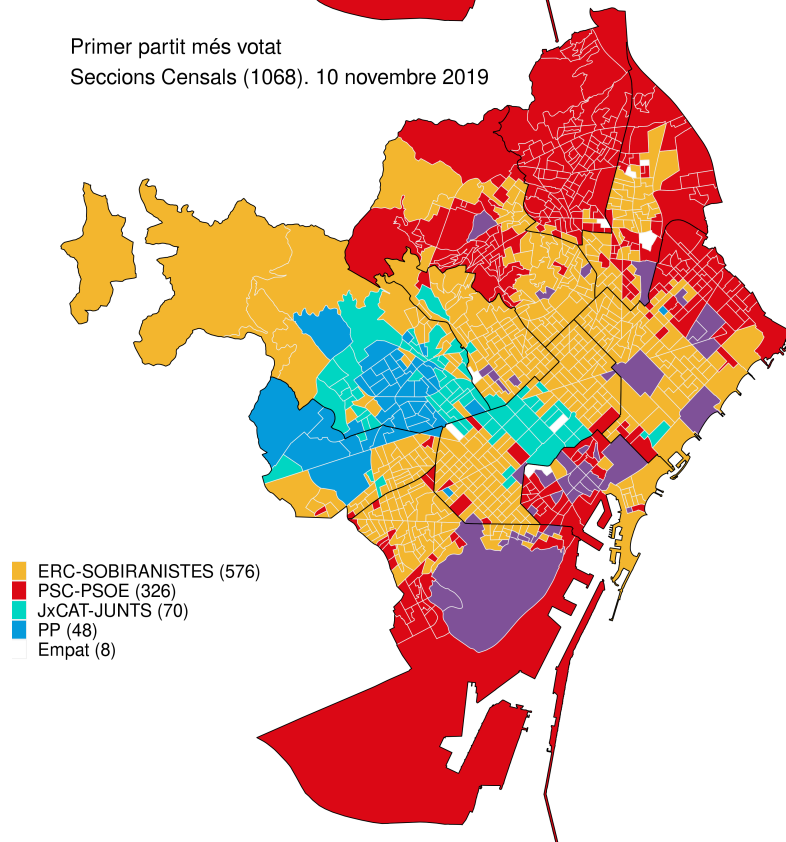 Primer partit més votat
Seccions Censals (1068). 10 novembre 2019
ERC-SOBIRANISTES (576)
PSC-PSOE (326)
JxCAT-JUNTS (70)
PP (48)
Empat (8)